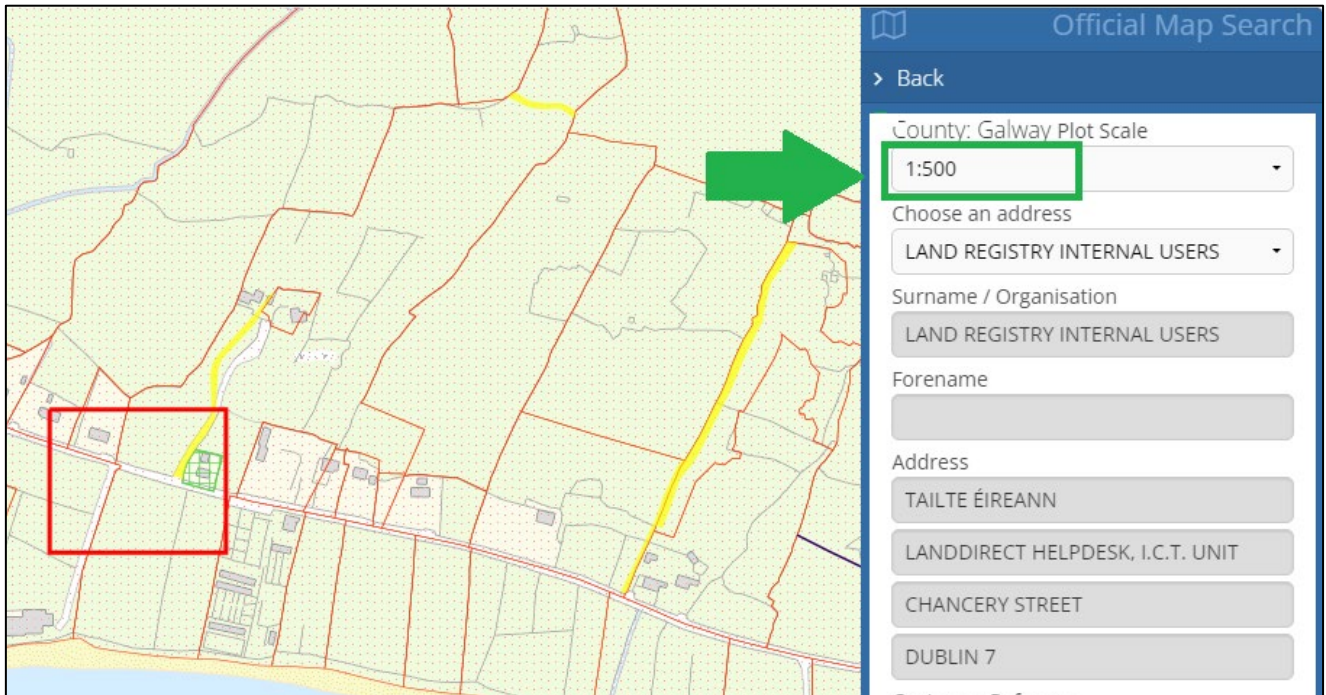 Official Map Search
> Back
County: Galway Plot Scale
1:500
Choose an address
LAND REGISTRY INTERNAL USERS
Surname / Organisation
LAND REGISTRY INTERNAL USERS
Forename
Address
TAILTE ÉIREANN
LANDDIRECT HELPDESK, I.C.T. UNIT
CHANCERY STREET
DUBLIN 7